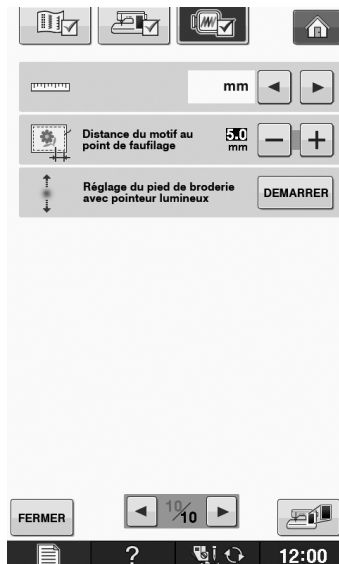 mm
Distance du motif au
point de faufilage
5.0
mm
Réglage du pied de broderie
avec pointeur lumineux
DEMARRER
FERMER
10/10
?
12:00